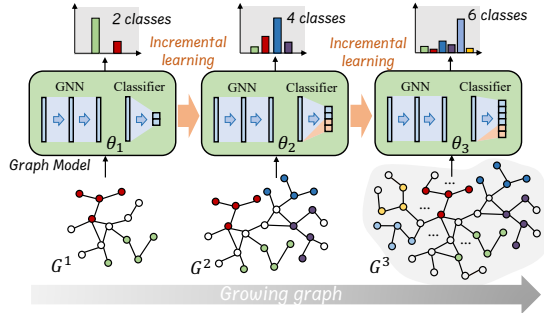 2 classes
4 classes
6 classes
Incremental
learning
Incremental
learning
GNN
Classifier
GNN
Classifier
GNN
Classifier
θ1
θ2
θ3
Graph Model
...
...
...
...
G1
G2
G3
Growing graph